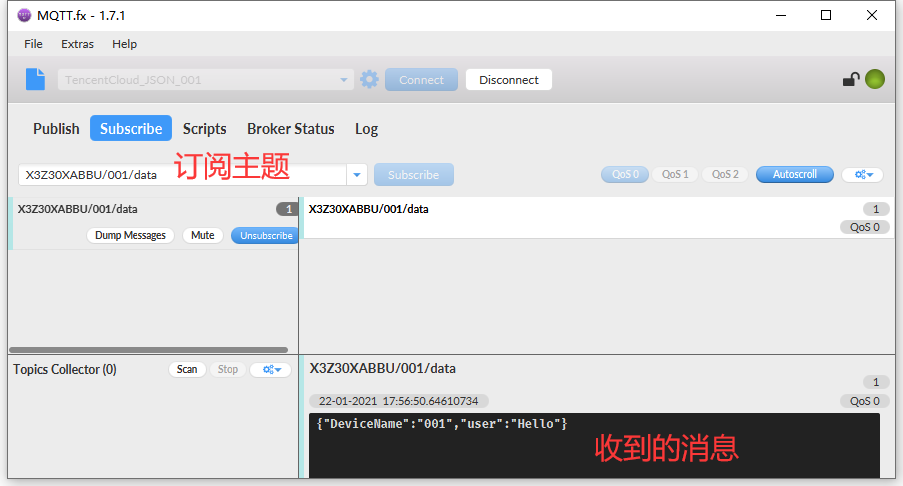 MQTT.fx - 1.7.1
File Extras Help
TencentCloud_JSON_001 Connect Disconnect
Publish Subscribe Scripts Broker Status Log
订阅主题
X3Z30XABBU/001/data Subscribe QoS 0 QoS 1 QoS 2 Autoscroll
X3Z30XABBU/001/data 1
Dump Messages Mute Unsubscribe
X3Z30XABBU/001/data 1
QoS 0
Topics Collector (0) Scan Stop
X3Z30XABBU/001/data
1
22-01-2021 17:56:50.64610734 QoS 0
{"DeviceName":"001","user":"Hello"}
收到的消息